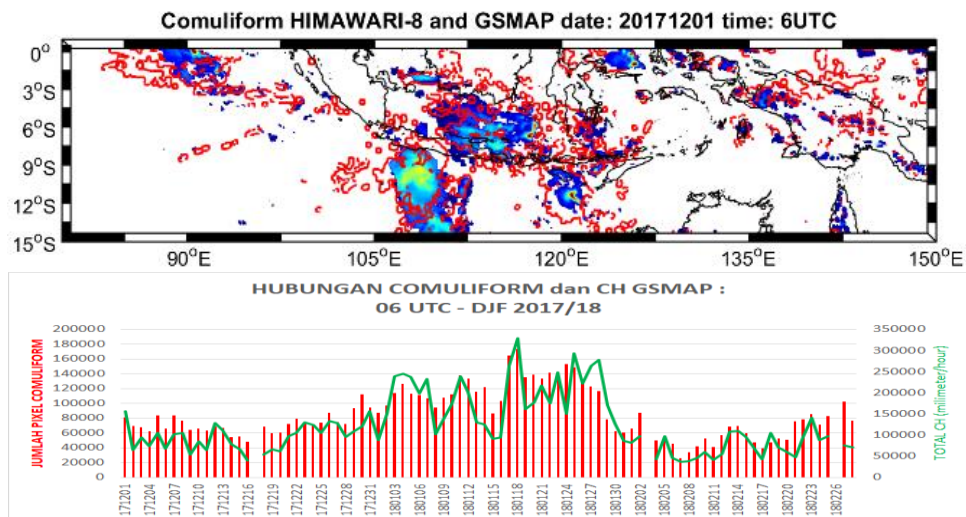 Comuliform HIMAWARI-8 and GSMAP date: 20171201 time: 6UTC
0°
3°S
6°S
9°S
12°S
15°S
90°E 105°E 120°E 135°E 150°E
HUBUNGAN COMULIFORM dan CH GSMAP :
06 UTC - DJF 2017/18
JUMLAH PIXEL COMULIFORM
200000
180000
160000
140000
120000
100000
80000
60000
40000
20000
0
350000
300000
250000
200000
150000
100000
50000
0
TOTAL CH (milimeter/hour)
171201 171204 171207 171210 171213 171216 171219 171222 171225 171228 171231 180103 180106 180109 180112 180115 180118 180121 180124 180127 180130 180202 180205 180208 180211 180214 180217 180220 180223 180226